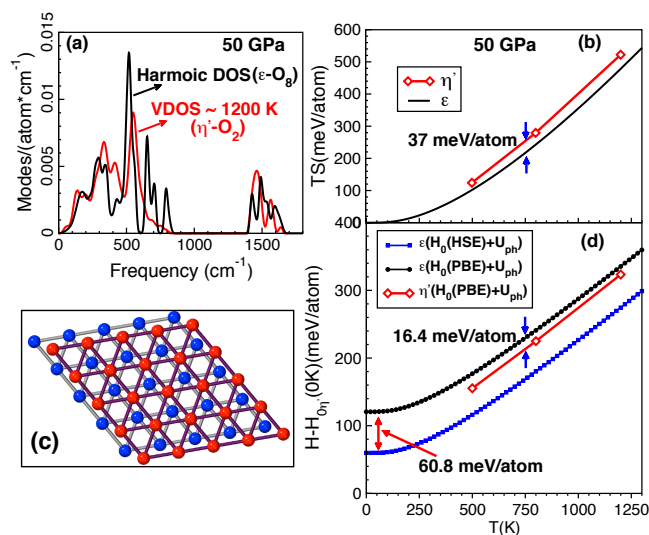 (a)
50 GPa
Harmoic DOS(ε-O8)
VDOS ~ 1200 K
(η'-O2)
Modes/(atom*cm⁻¹)
0.015
0.01
0.005
0
0
500
1000
1500
Frequency (cm⁻¹)
50 GPa
(b)
η'
ε
37 meV/atom
TS(meV/atom)
600
500
400
300
200
100
0
(c)
(d)
ε(H0(HSE)+Uph)
ε(H0(PBE)+Uph)
η'(H0(PBE)+Uph)
16.4 meV/atom
60.8 meV/atom
H-H0η'(0K)(meV/atom)
400
300
200
100
0
0
250
500
750
1000
1250
T(K)